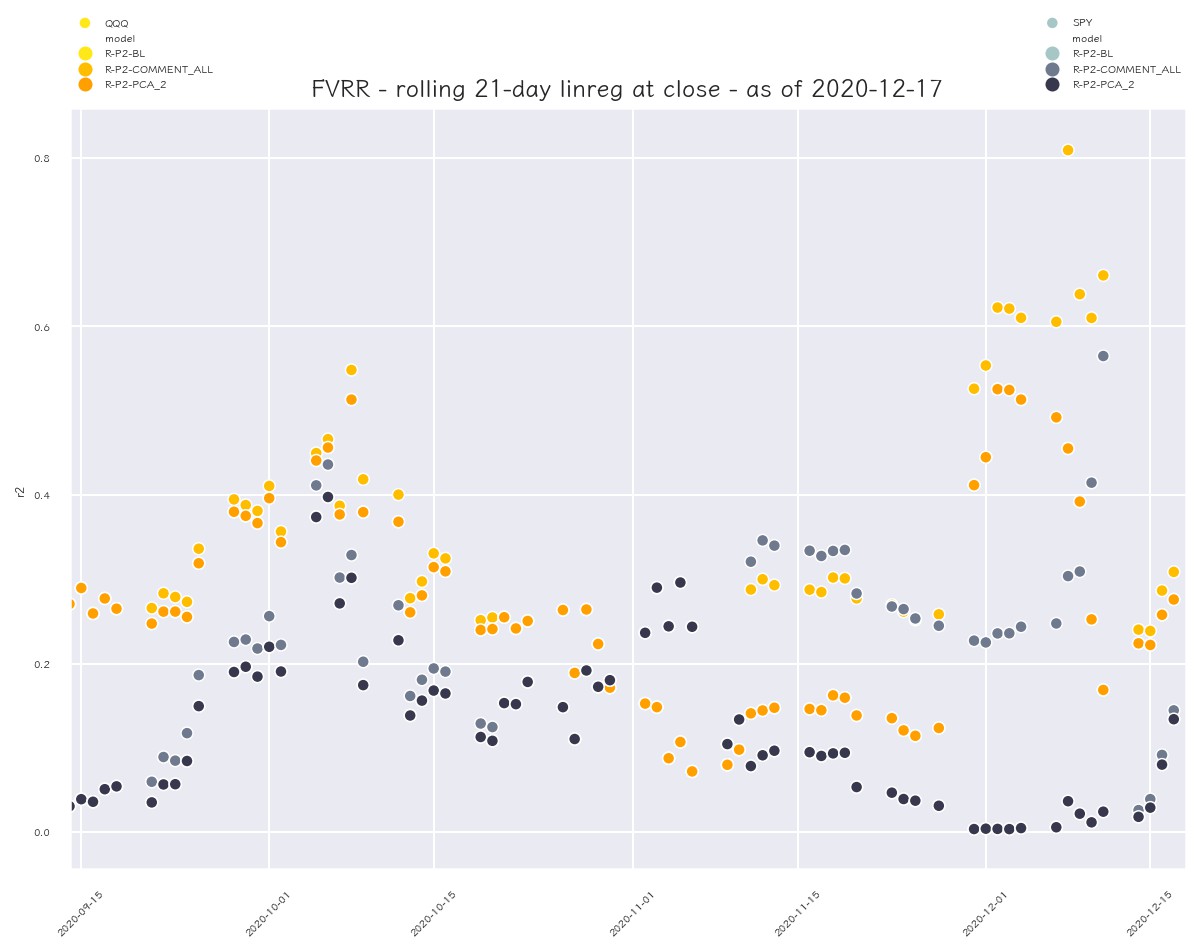 QQQ
model
R-P2-BL
R-P2-COMMENT_ALL
R-P2-PCA_2
SPY
model
R-P2-BL
R-P2-COMMENT_ALL
R-P2-PCA_2
FVRR - rolling 21-day linreg at close - as of 2020-12-17
r2
0.8
0.6
0.4
0.2
0.0
2020-09-15
2020-10-01
2020-10-15
2020-11-01
2020-11-15
2020-12-01
2020-12-15